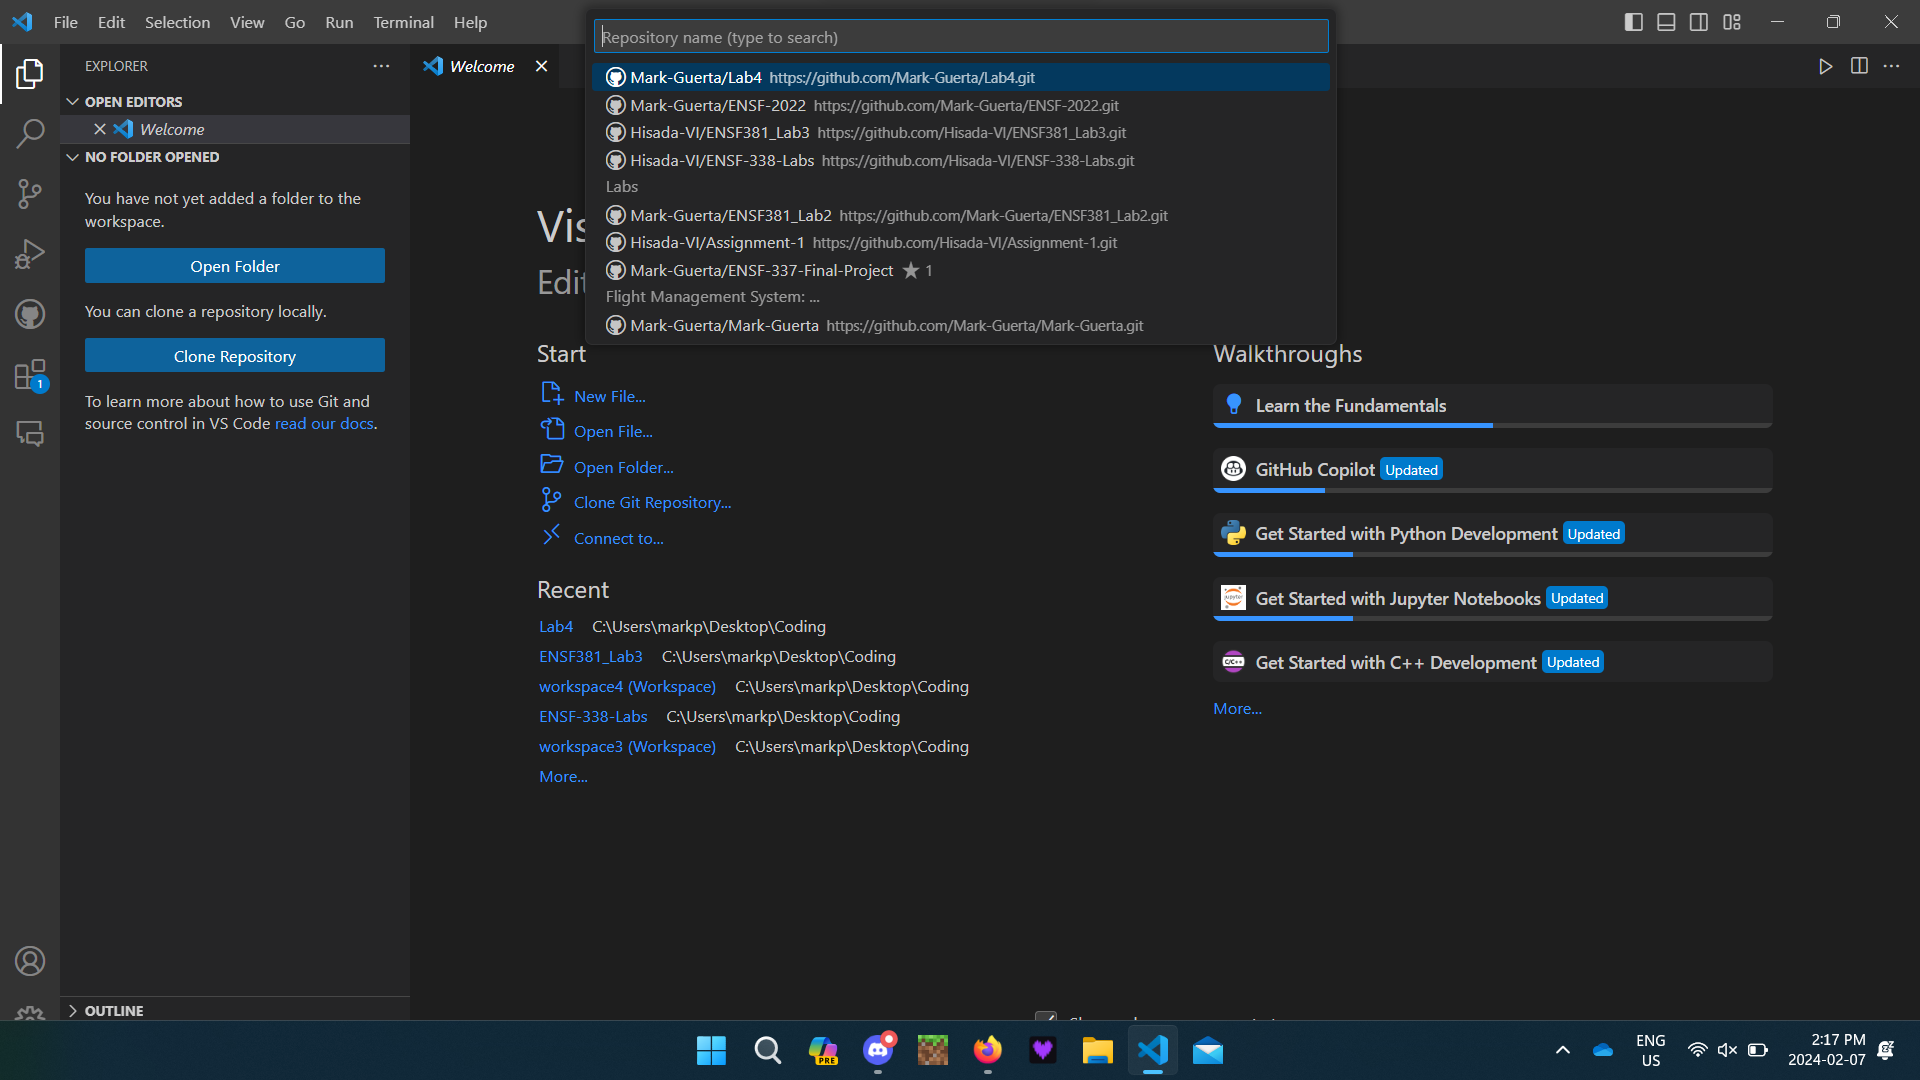 File Edit Selection View Go Run Terminal Help
Repository name (type to search)
Mark-Guerta/Lab4 https://github.com/Mark-Guerta/Lab4.git
Mark-Guerta/ENSF-2022 https://github.com/Mark-Guerta/ENSF-2022.git
Hisada-VI/ENSF381_Lab3 https://github.com/Hisada-VI/ENSF381_Lab3.git
Hisada-VI/ENSF-338-Labs https://github.com/Hisada-VI/ENSF-338-Labs.git
Labs
Mark-Guerta/ENSF381_Lab2 https://github.com/Mark-Guerta/ENSF381_Lab2.git
Hisada-VI/Assignment-1 https://github.com/Hisada-VI/Assignment-1.git
Mark-Guerta/ENSF-337-Final-Project ★ 1
Flight Management System: ...
Mark-Guerta/Mark-Guerta https://github.com/Mark-Guerta/Mark-Guerta.git
EXPLORER
OPEN EDITORS
Welcome
NO FOLDER OPENED
You have not yet added a folder to the
workspace.
Open Folder
You can clone a repository locally.
Clone Repository
To learn more about how to use Git and
source control in VS Code read our docs.
OUTLINE
1
Welcome
Vis
Edit
Start
New File...
Open File...
Open Folder...
Clone Git Repository...
Connect to...
Recent
Lab4 C:\Users\markp\Desktop\Coding
ENSF381_Lab3 C:\Users\markp\Desktop\Coding
workspace4 (Workspace) C:\Users\markp\Desktop\Coding
ENSF-338-Labs C:\Users\markp\Desktop\Coding
workspace3 (Workspace) C:\Users\markp\Desktop\Coding
More...
Walkthroughs
Learn the Fundamentals
GitHub Copilot Updated
Get Started with Python Development Updated
Get Started with Jupyter Notebooks Updated
C/C++ Get Started with C++ Development Updated
More...
PRE
ENG
US
2:17 PM
2024-02-07